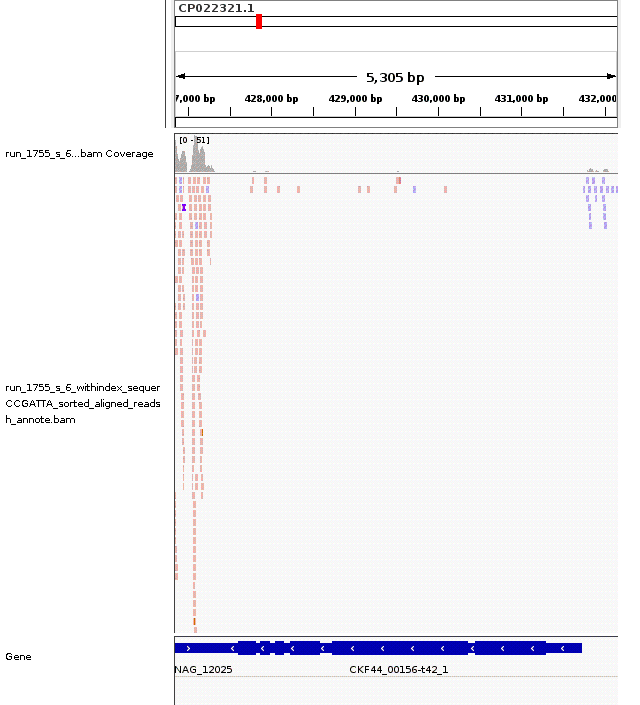 CP022321.1
5,305 bp
7,000 bp 428,000 bp 429,000 bp 430,000 bp 431,000 bp 432,000
[0 - 51]
run_1755_s_6...bam Coverage
run_1755_s_6_withindex_sequer
CCGATTA_sorted_aligned_reads
h_annote.bam
Gene
NAG_12025 CKF44_00156-t42_1